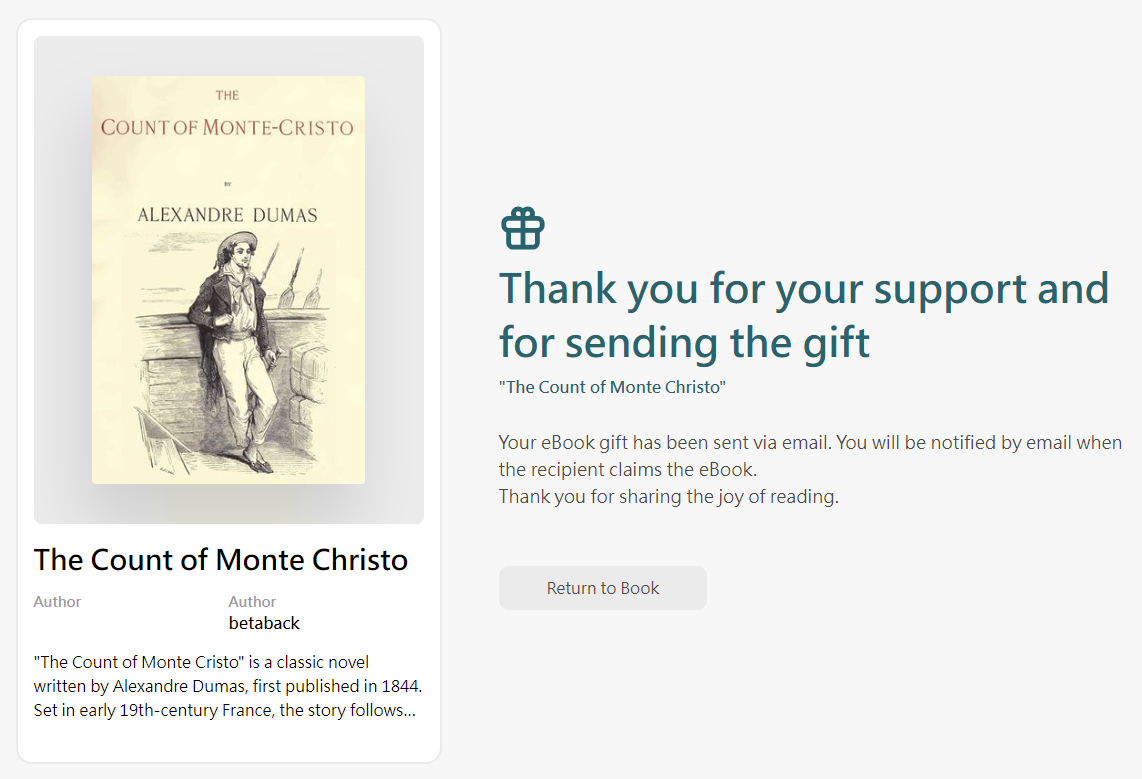 THE
COUNT OF MONTE-CRISTO
BY
ALEXANDRE DUMAS
The Count of Monte Christo
Author
Author
betaback
"The Count of Monte Cristo" is a classic novel
written by Alexandre Dumas, first published in 1844.
Set in early 19th-century France, the story follows...
Thank you for your support and
for sending the gift
"The Count of Monte Christo"
Your eBook gift has been sent via email. You will be notified by email when
the recipient claims the eBook.
Thank you for sharing the joy of reading.
Return to Book